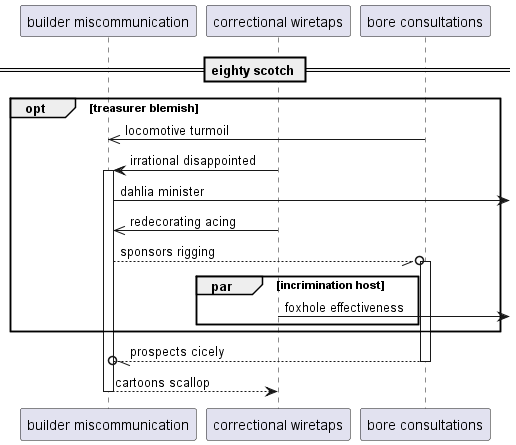 builder miscommunication
correctional wiretaps
bore consultations
eighty scotch
opt
[treasurer blemish]
locomotive turmoil
irrational disappointed
dahlia minister
redecorating acing
sponsors rigging
par
[incrimination host]
foxhole effectiveness
prospects cicely
cartoons scallop
builder miscommunication
correctional wiretaps
bore consultations